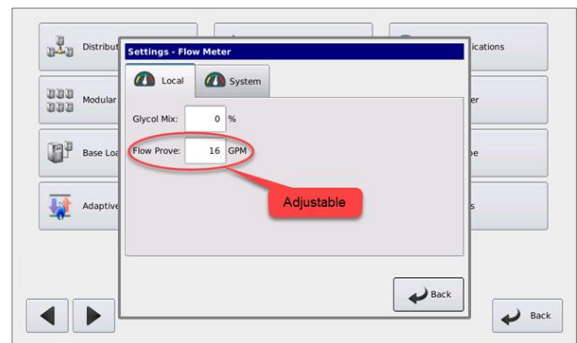 Distribut
ications
Settings - Flow Meter
Local
System
Modular
er
Glycol Mix: 0 %
Base Loa
Flow Prove: 16 GPM
pe
Adjustable
Adaptive
s
Back
Back